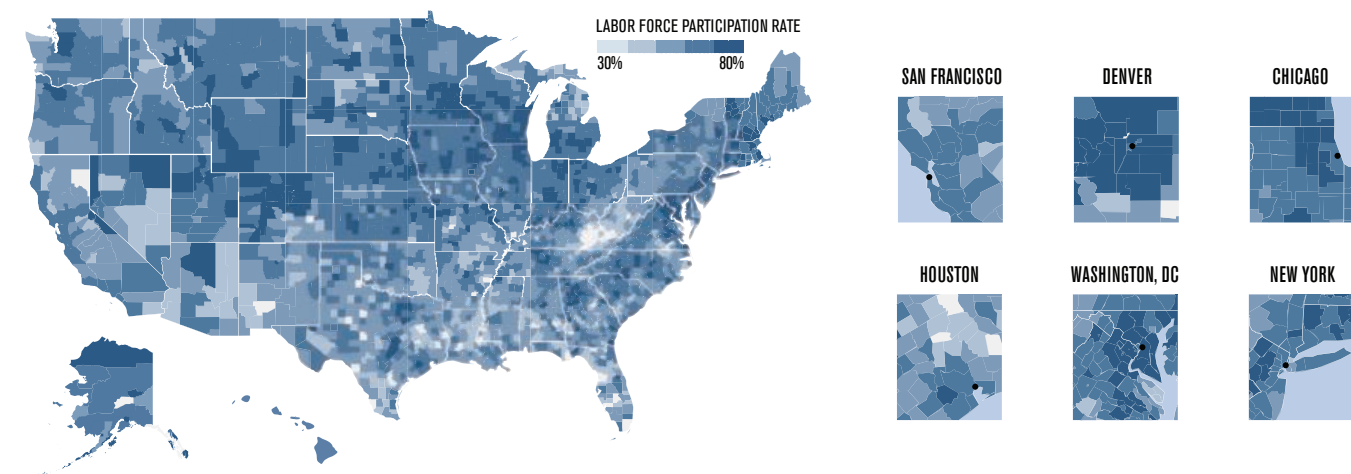 LABOR FORCE PARTICIPATION RATE
30% 80%
SAN FRANCISCO
DENVER
CHICAGO
HOUSTON
WASHINGTON, DC
NEW YORK